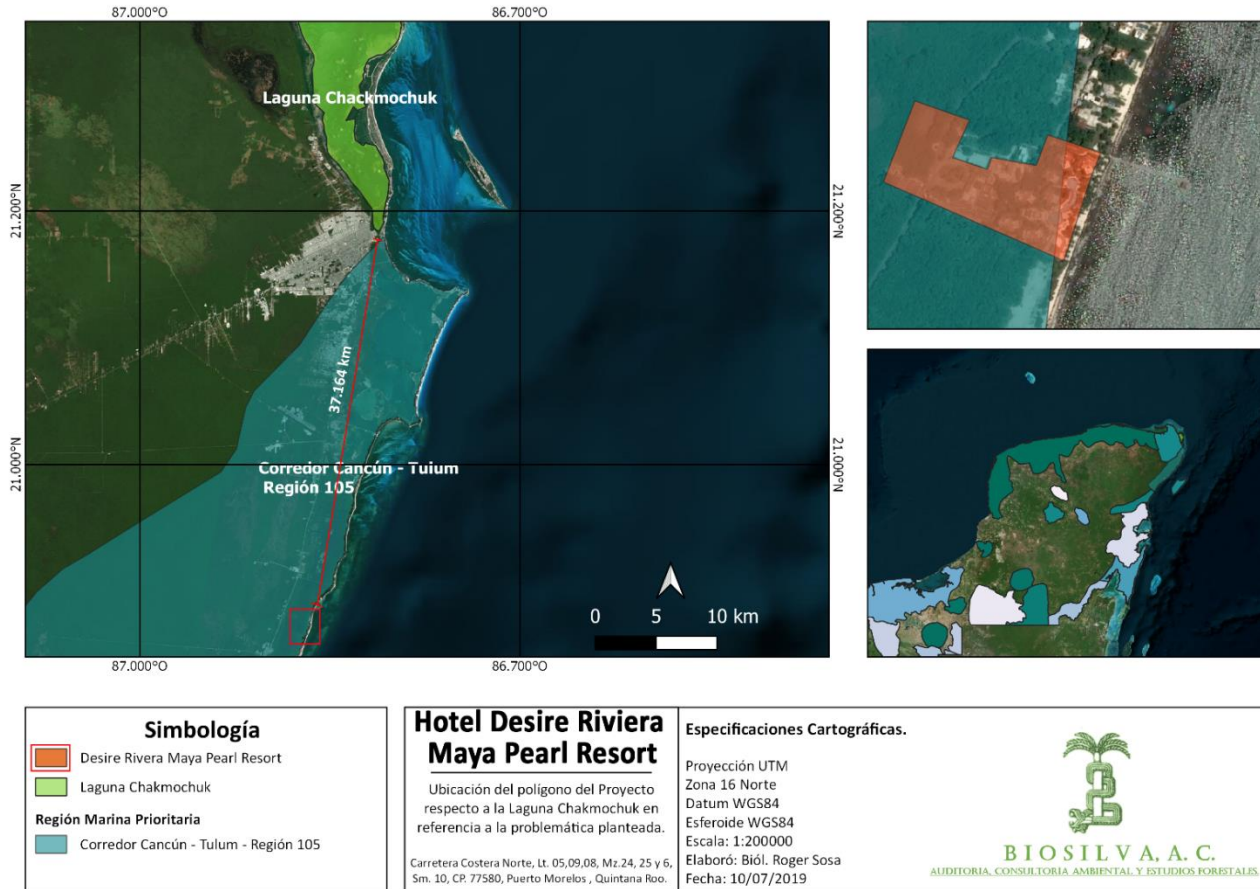 87.000°O
86.700°O
Laguna Chackmochuk
21.200°N
21.200°N
37.164 km
21.000°N
21.000°N
Corredor Cancún - Tulum
Región 105
0 5 10 km
87.000°O
86.700°O
Simbología
Desire Rivera Maya Pearl Resort
Laguna Chakmochuk
Región Marina Prioritaria
Corredor Cancún - Tulum - Región 105
Hotel Desire Riviera
Maya Pearl Resort
Ubicación del polígono del Proyecto
respecto a la Laguna Chakmochuk en
referencia a la problemática planteada.
Carretera Costera Norte, Lt. 05,09,08, Mz.24, 25 y 6,
Sm. 10, CP. 77580, Puerto Morelos , Quintana Roo.
Especificaciones Cartográficas.
Proyección UTM
Zona 16 Norte
Datum WGS84
Esferoide WGS84
Escala: 1:200000
Elaboró: Biól. Roger Sosa
Fecha: 10/07/2019
BIOSILVA, A. C.
AUDITORIA, CONSULTORIA AMBIENTAL Y ESTUDIOS FORESTALES